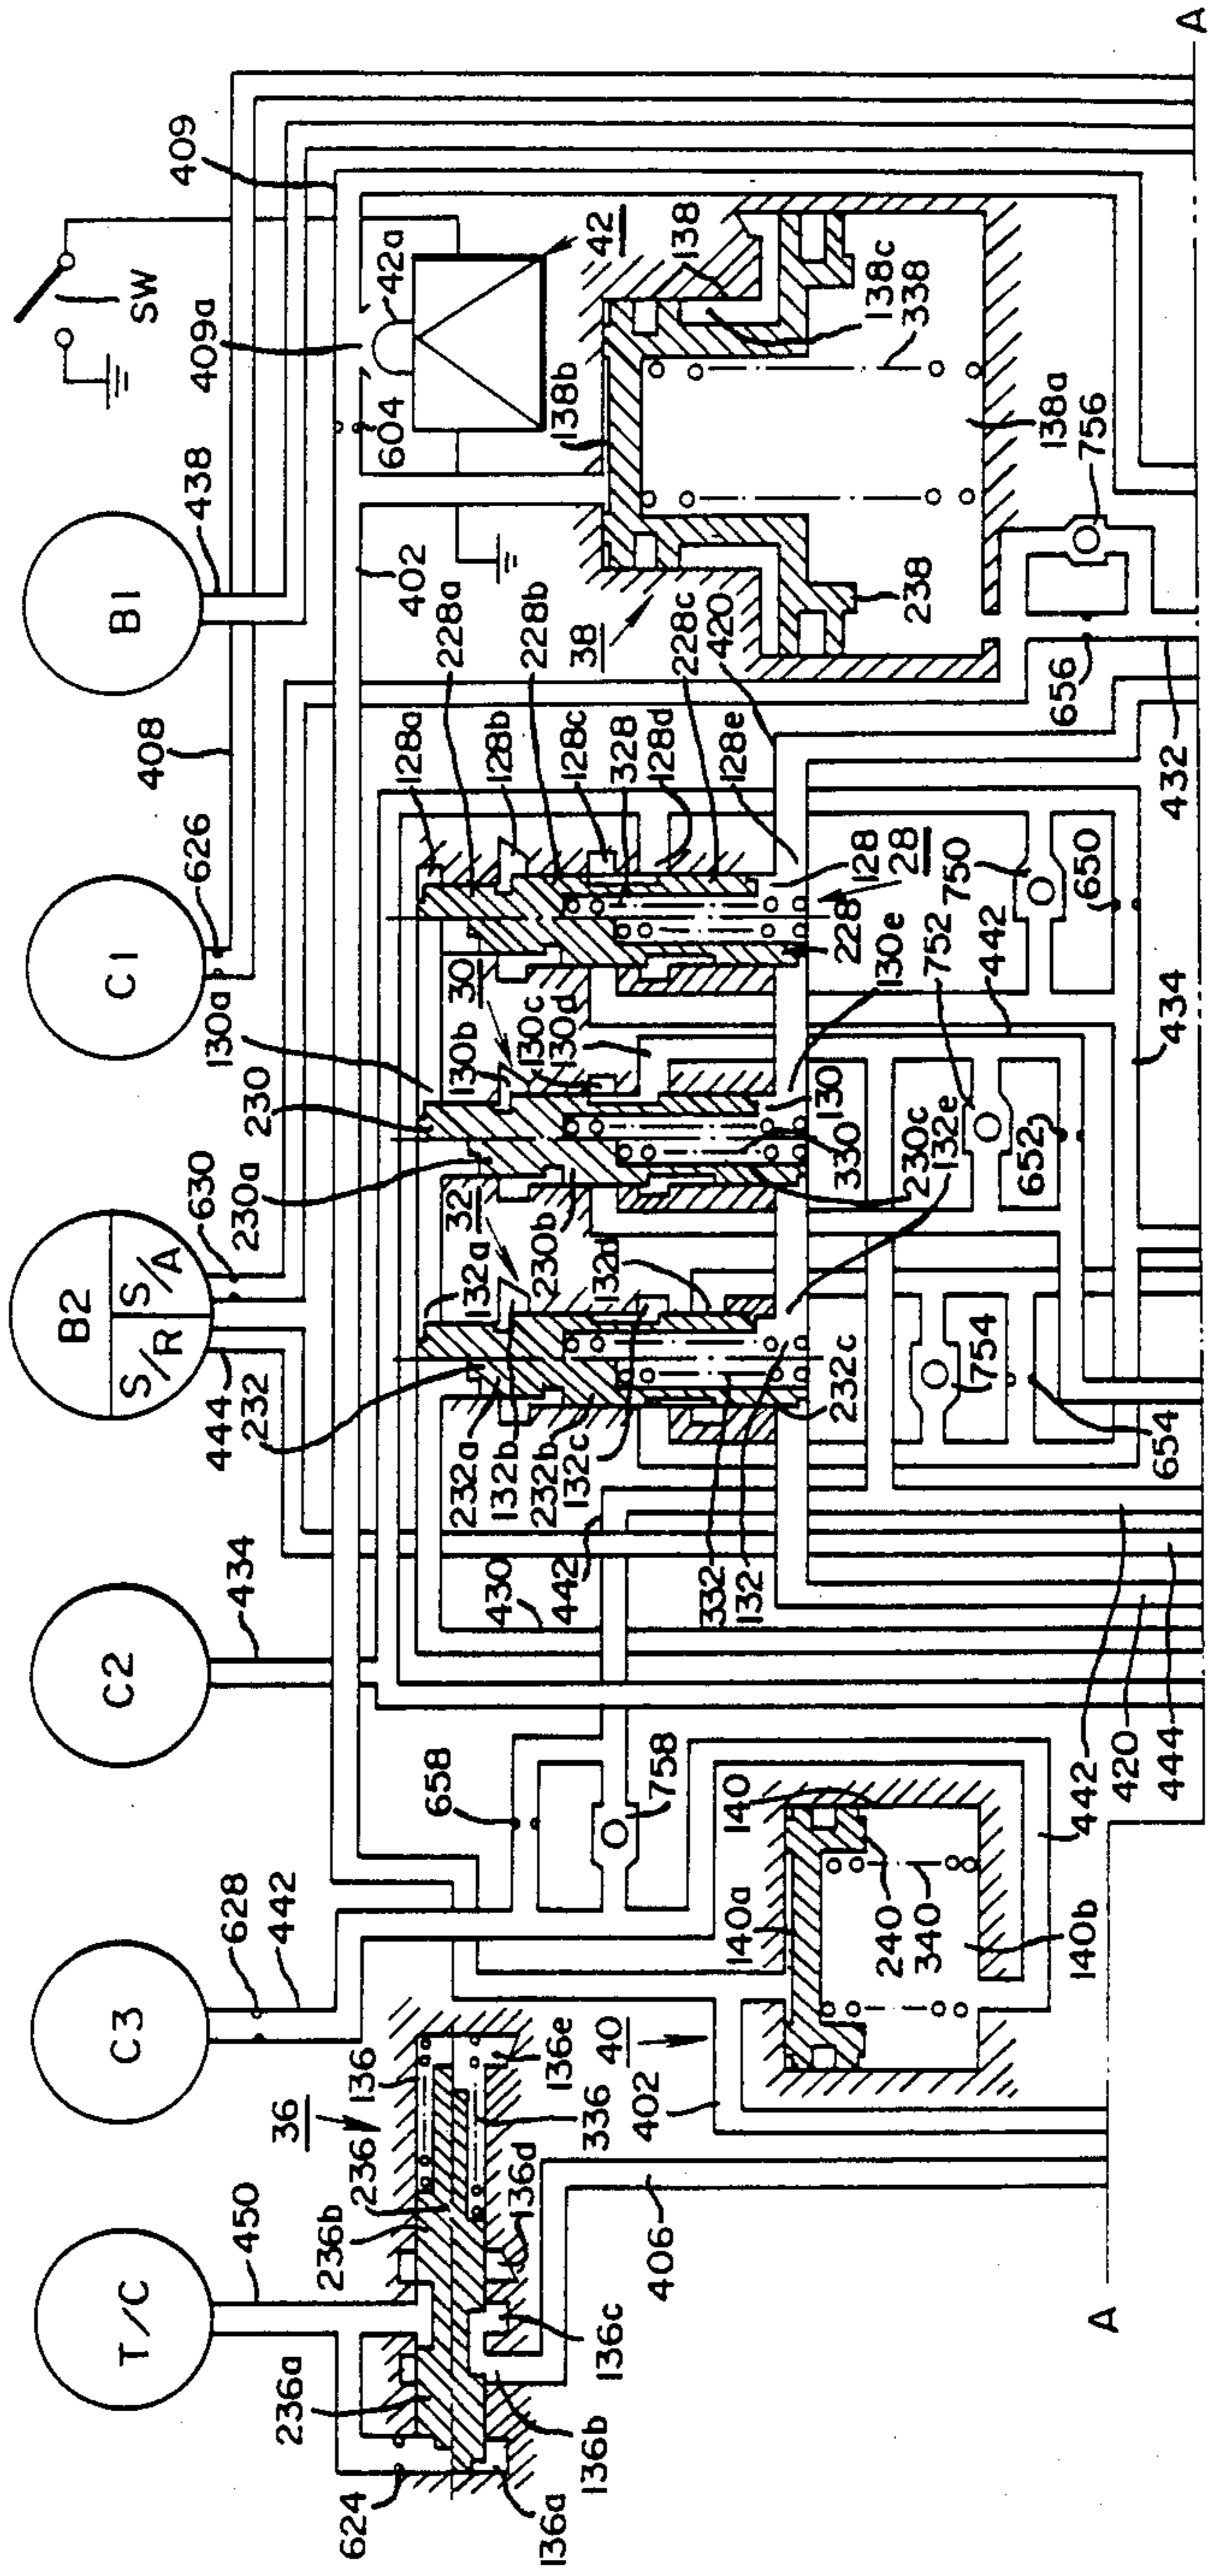 T/C
C3
C2
B2
S/R
S/A
C1
B1
SW
450
628
442
434
444
232
630
130a
230
230a
626
408
438
409a
409
36
136
236
236b
236a
624
136a
136b
136c
136d
136e
336
406
40
402
658
758
140a
140
240
340
140b
442
420
444
442
430
442
332
132
232a
132b
232b
132c
132a
32
230b
132d
232c
754
654
30
130b
130c
130d
130e
130
330
230c
132e
752
652
442
434
128a
228a
128b
228b
128c
328
128d
228c
128e
420
128
28
228
750
650
402
604
42a
42
138b
138
138c
338
38
238
138a
756
656
432
A
A